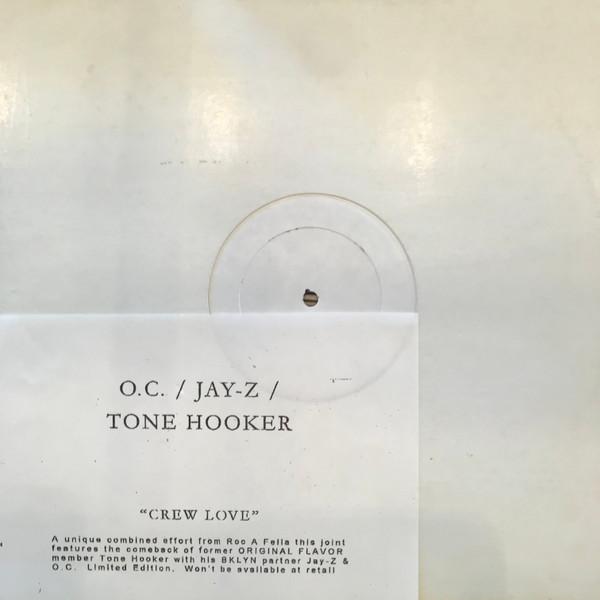 O.C. / JAY-Z /
TONE HOOKER
“CREW LOVE”
A unique combined effort from Roc A Fella this joint
features the comeback of former ORIGINAL FLAVOR
member Tone Hooker with his BKLYN partner Jay-Z &
O.C. Limited Edition. Won't be available at retail